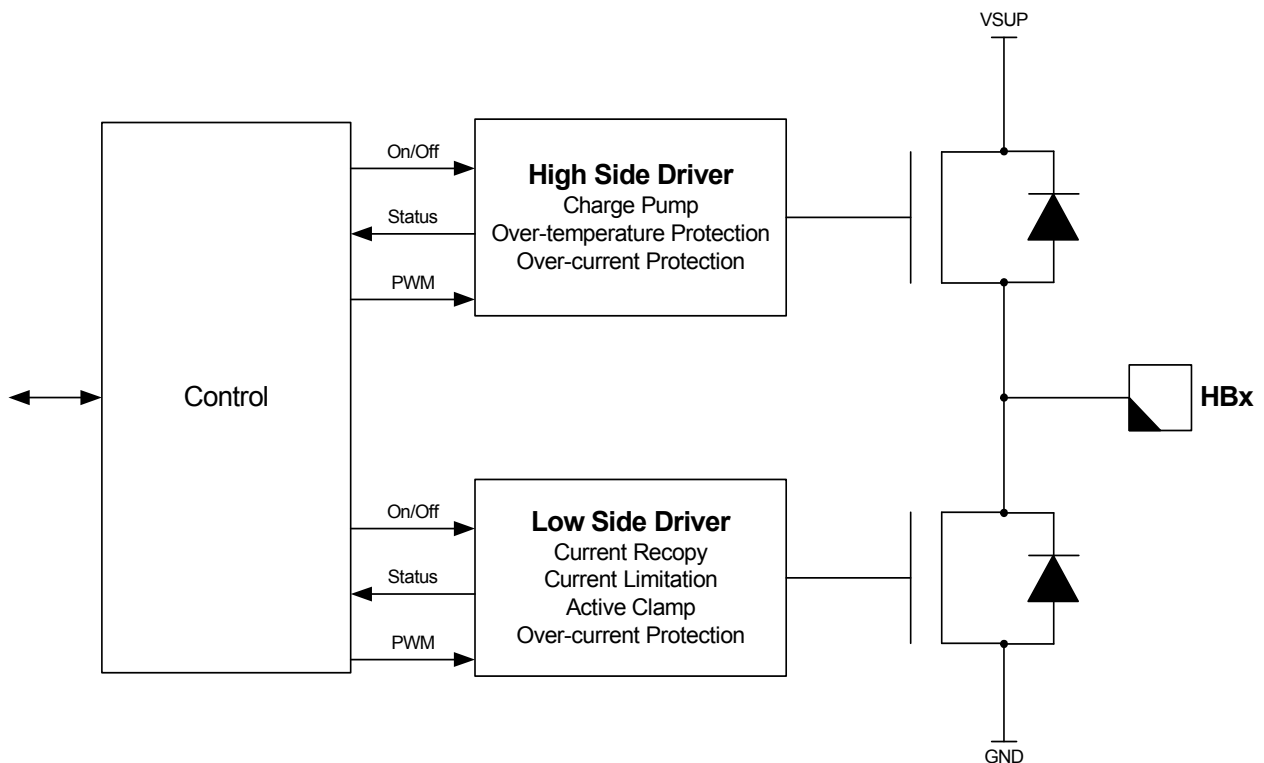 VSUP
On/Off
High Side Driver
Charge Pump
Status
Over-temperature Protection
Over-current Protection
PWM
Control
HBx
On/Off
Low Side Driver
Current Recopy
Status
Current Limitation
Active Clamp
PWM
Over-current Protection
GND